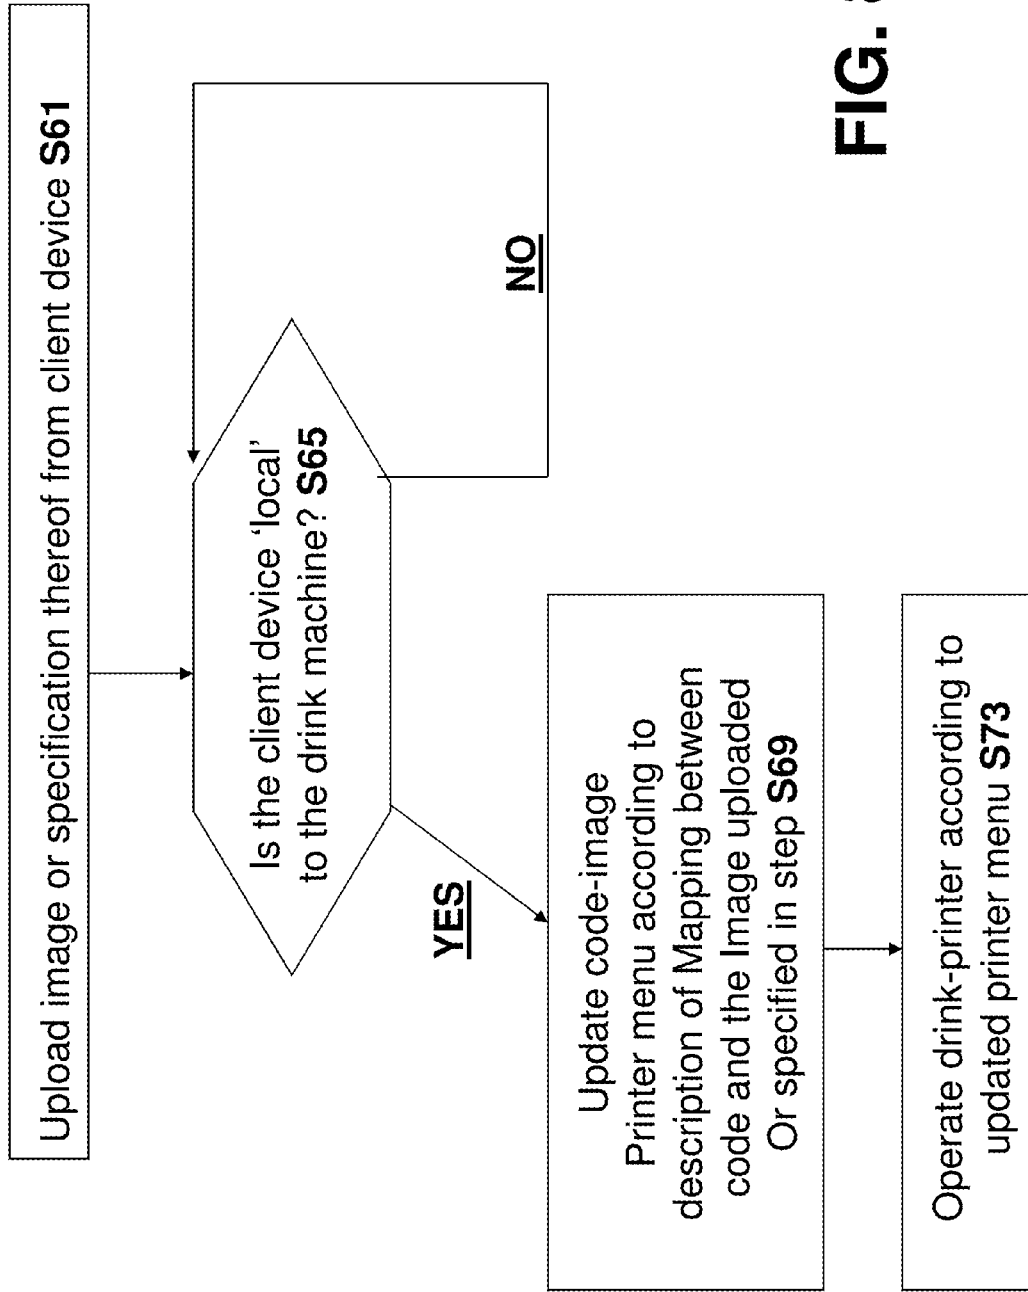 Upload image or specification thereof from client device S61
Is the client device ‘local’
to the drink machine? S65
NO
YES
Update code-image
Printer menu according to
description of Mapping between
code and the Image uploaded
Or specified in step S69
Operate drink-printer according to
updated printer menu S73
FIG.